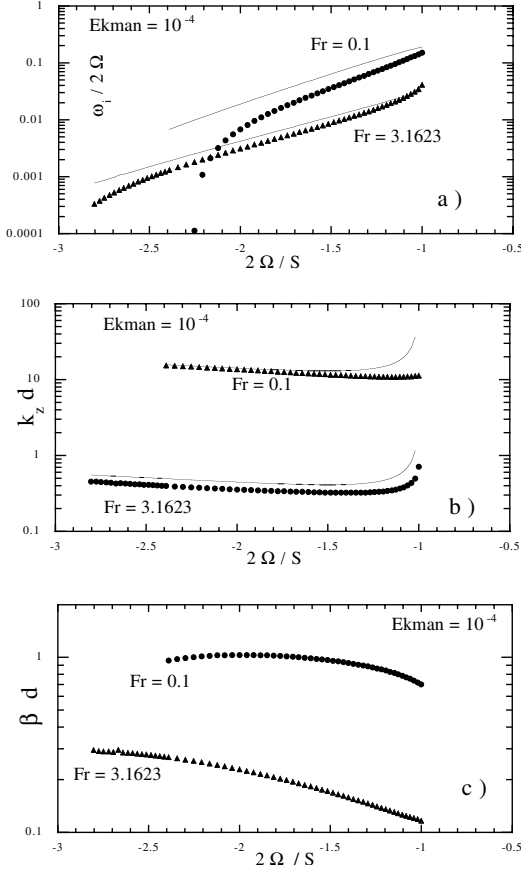 1
Ekman = 10⁻⁴
Fr = 0.1
0.1
ω_i / 2 Ω
0.01
Fr = 3.1623
0.001
a )
0.0001
-3 -2.5 -2 -1.5 -1 -0.5
2 Ω / S
100
Ekman = 10⁻⁴
10
Fr = 0.1
k_z d
1
Fr = 3.1623
b )
0.1
-3 -2.5 -2 -1.5 -1 -0.5
2 Ω / S
Ekman = 10⁻⁴
1
Fr = 0.1
β d
Fr = 3.1623
c )
0.1
-3 -2.5 -2 -1.5 -1 -0.5
2 Ω / S